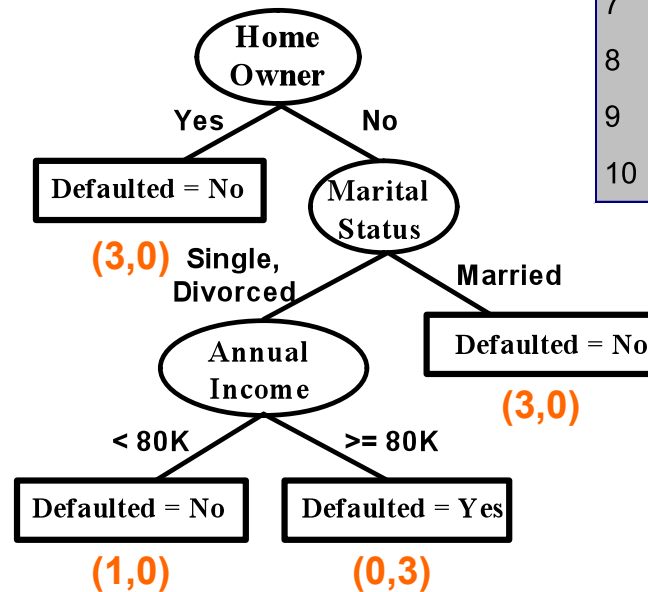 7
8
9
10
Home
Owner
Yes
No
Defaulted = No
Marital
Status
(3,0)
Single,
Divorced
Married
Annual
Income
Defaulted = No
(3,0)
< 80K
>= 80K
Defaulted = No
Defaulted = Yes
(1,0)
(0,3)